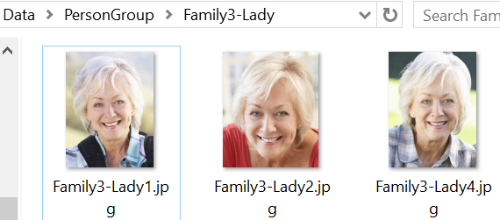 Data > PersonGroup > Family3-Lady
Search Fam
Family3-Lady1.jp
g
Family3-Lady2.jp
g
Family3-Lady4.jp
g